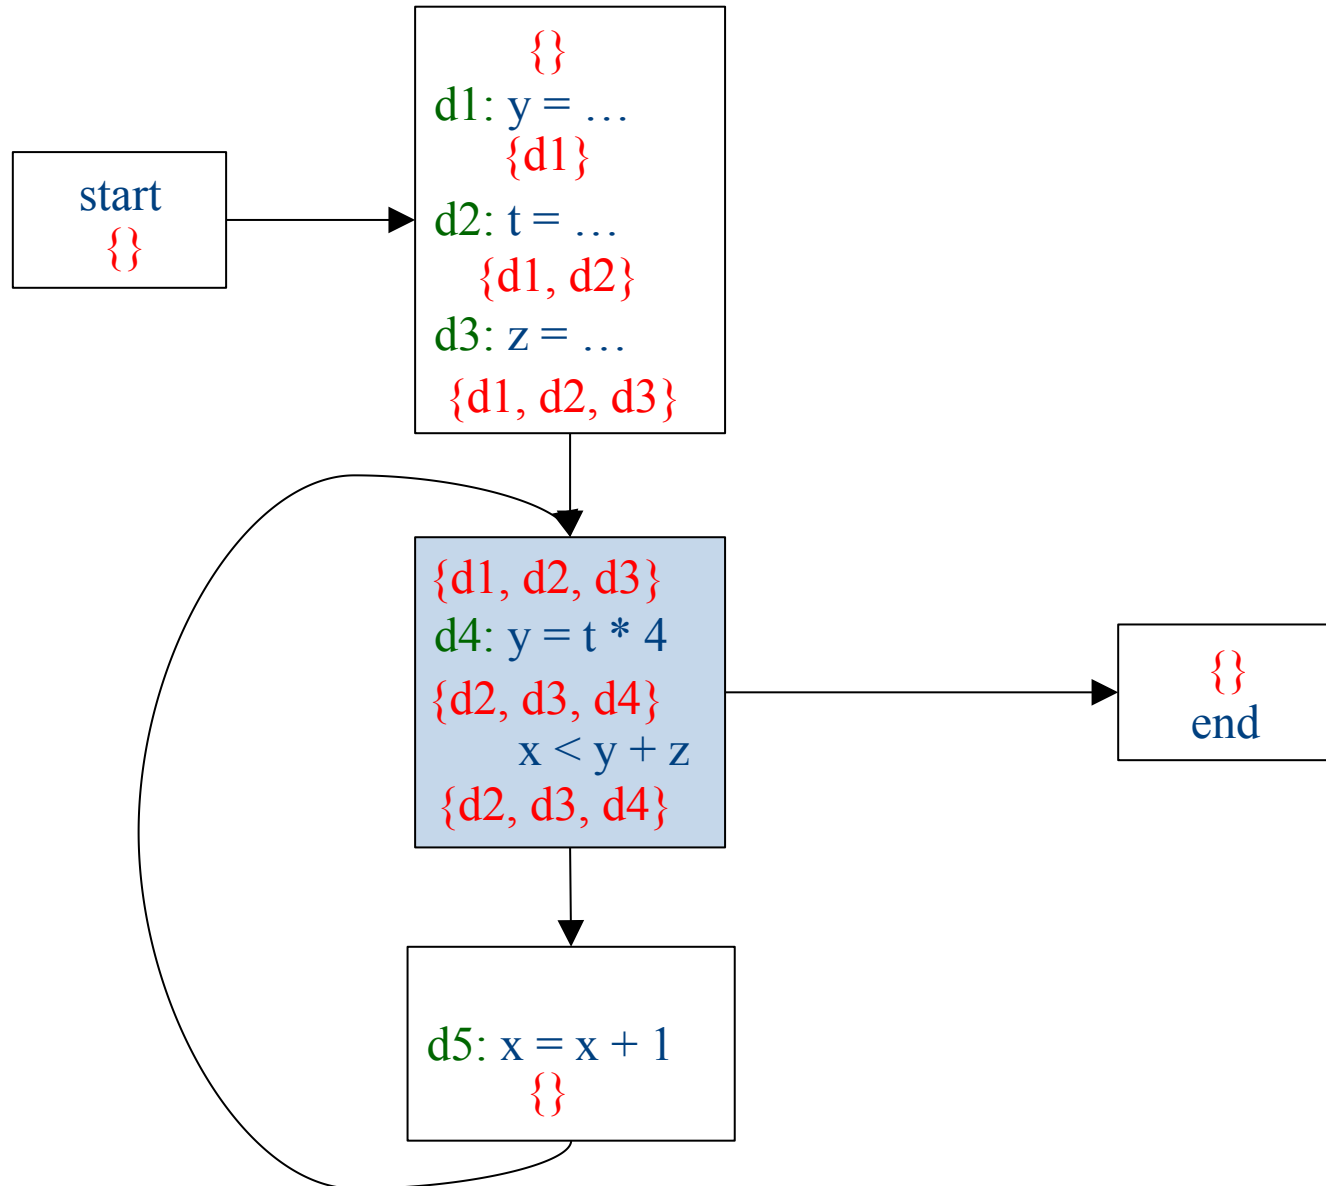 start
{}
{}
d1: y = …
{d1}
d2: t = …
{d1, d2}
d3: z = …
{d1, d2, d3}
{d1, d2, d3}
d4: y = t * 4
{d2, d3, d4}
x < y + z
{d2, d3, d4}
{}
end
d5: x = x + 1
{}